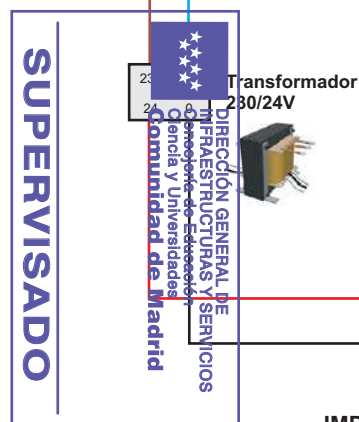 SUPERVISADO
DIRECCIÓN GENERAL DE
INFRAESTRUCTURAS Y SERVICIOS
Consejería de Educación
Ciencia y Universidades
Comunidad de Madrid
Transformador
230/24V
23
24
0